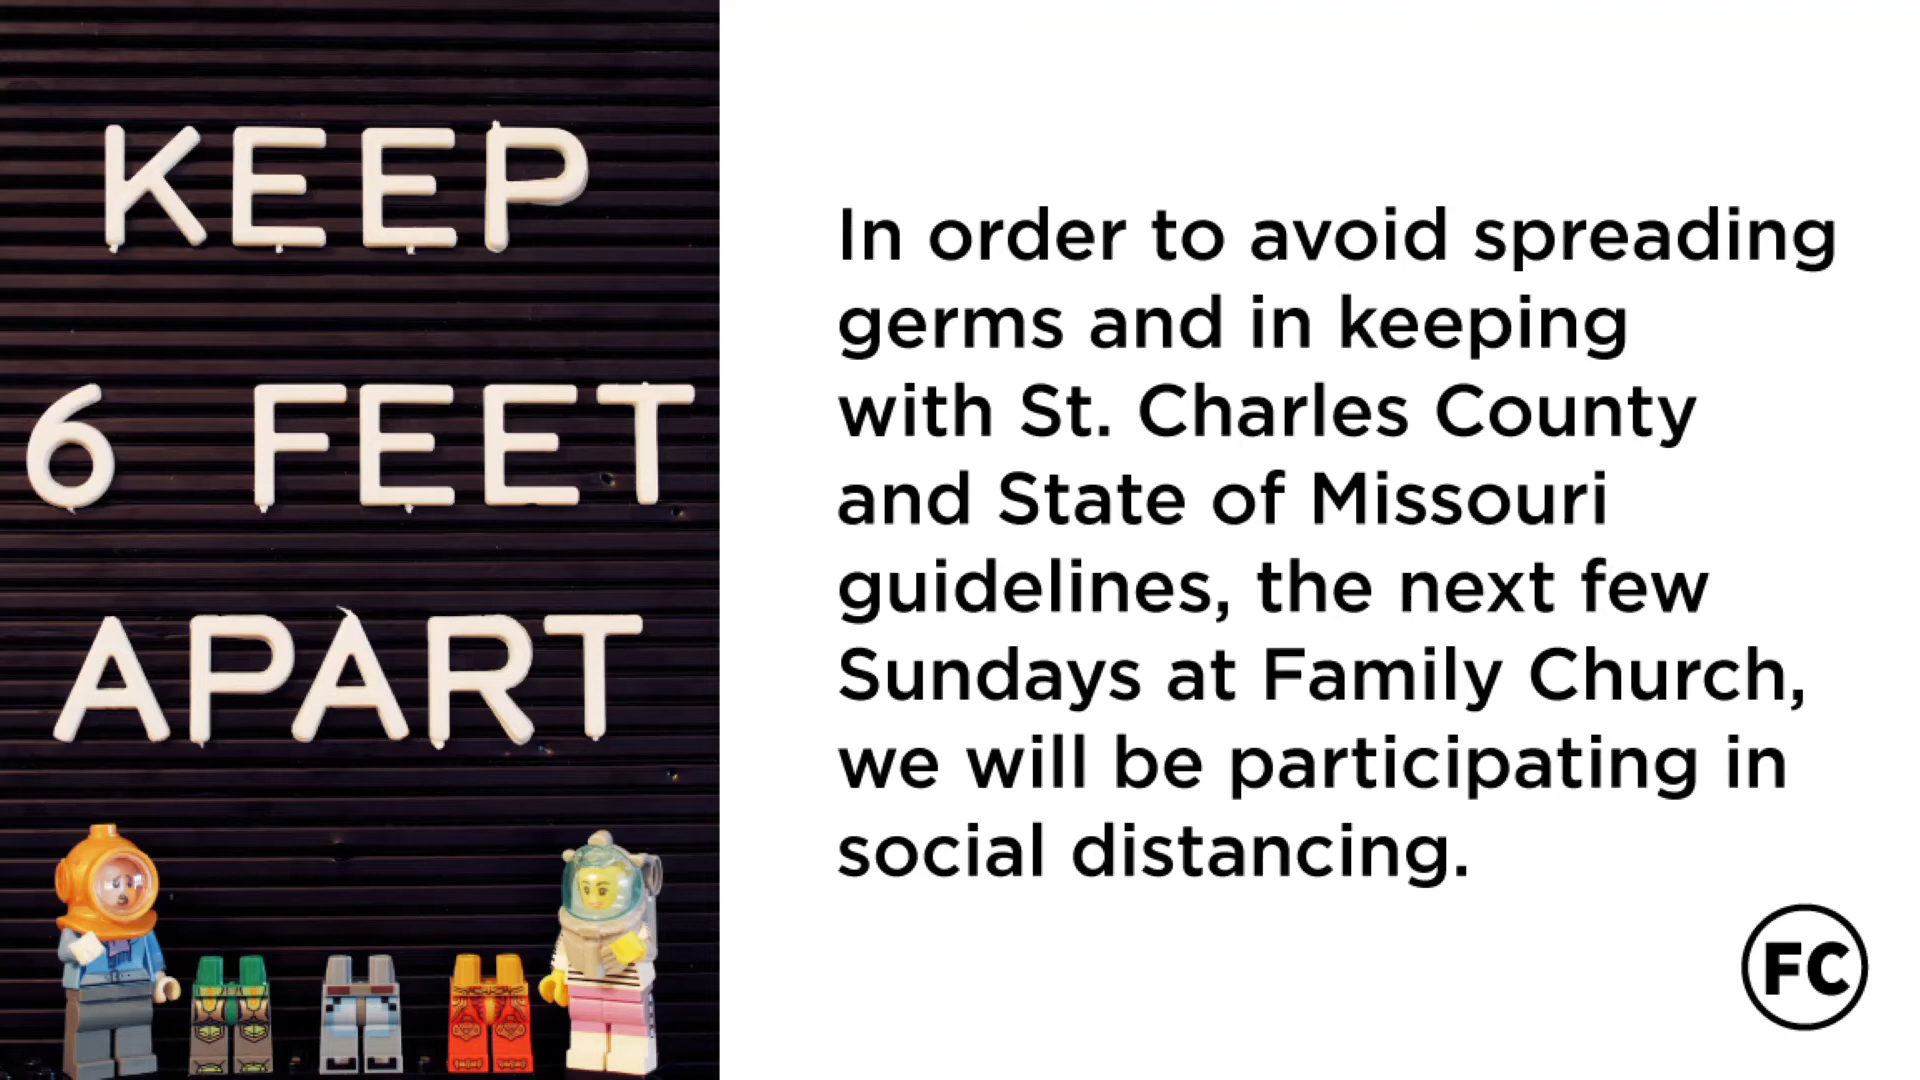 KEEP
6 FEET
APART
In order to avoid spreading
germs and in keeping
with St. Charles County
and State of Missouri
guidelines, the next few
Sundays at Family Church,
we will be participating in
social distancing.
FC